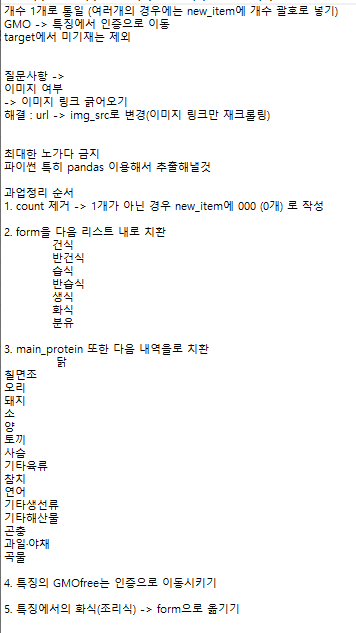 개수 1개로 통일 (여러개의 경우에는 new_item에 개수 괄호로 넣기)
GMO -> 특징에서 인증으로 이동
target에서 미기재는 제외
질문사항 ->
이미지 여부
-> 이미지 링크 긁어오기
해결 : url -> img_src로 변경(이미지 링크만 재크롤링)
최대한 노가다 금지
파이썬 특히 pandas 이용해서 추출해낼것
과업정리 순서
1. count 제거 -> 1개가 아닌 경우 new_item에 000 (0개) 로 작성
2. form을 다음 리스트 내로 치환
건식
반건식
습식
반습식
생식
화식
분유
3. main_protein 또한 다음 내역을로 치환
닭
칠면조
오리
돼지
소
양
토끼
사슴
기타육류
참치
연어
기타생선류
기타해산물
곤충
과일·야채
곡물
4. 특징의 GMOfree는 인증으로 이동시키기
5. 특징에서의 화식(조리식) -> form으로 옮기기